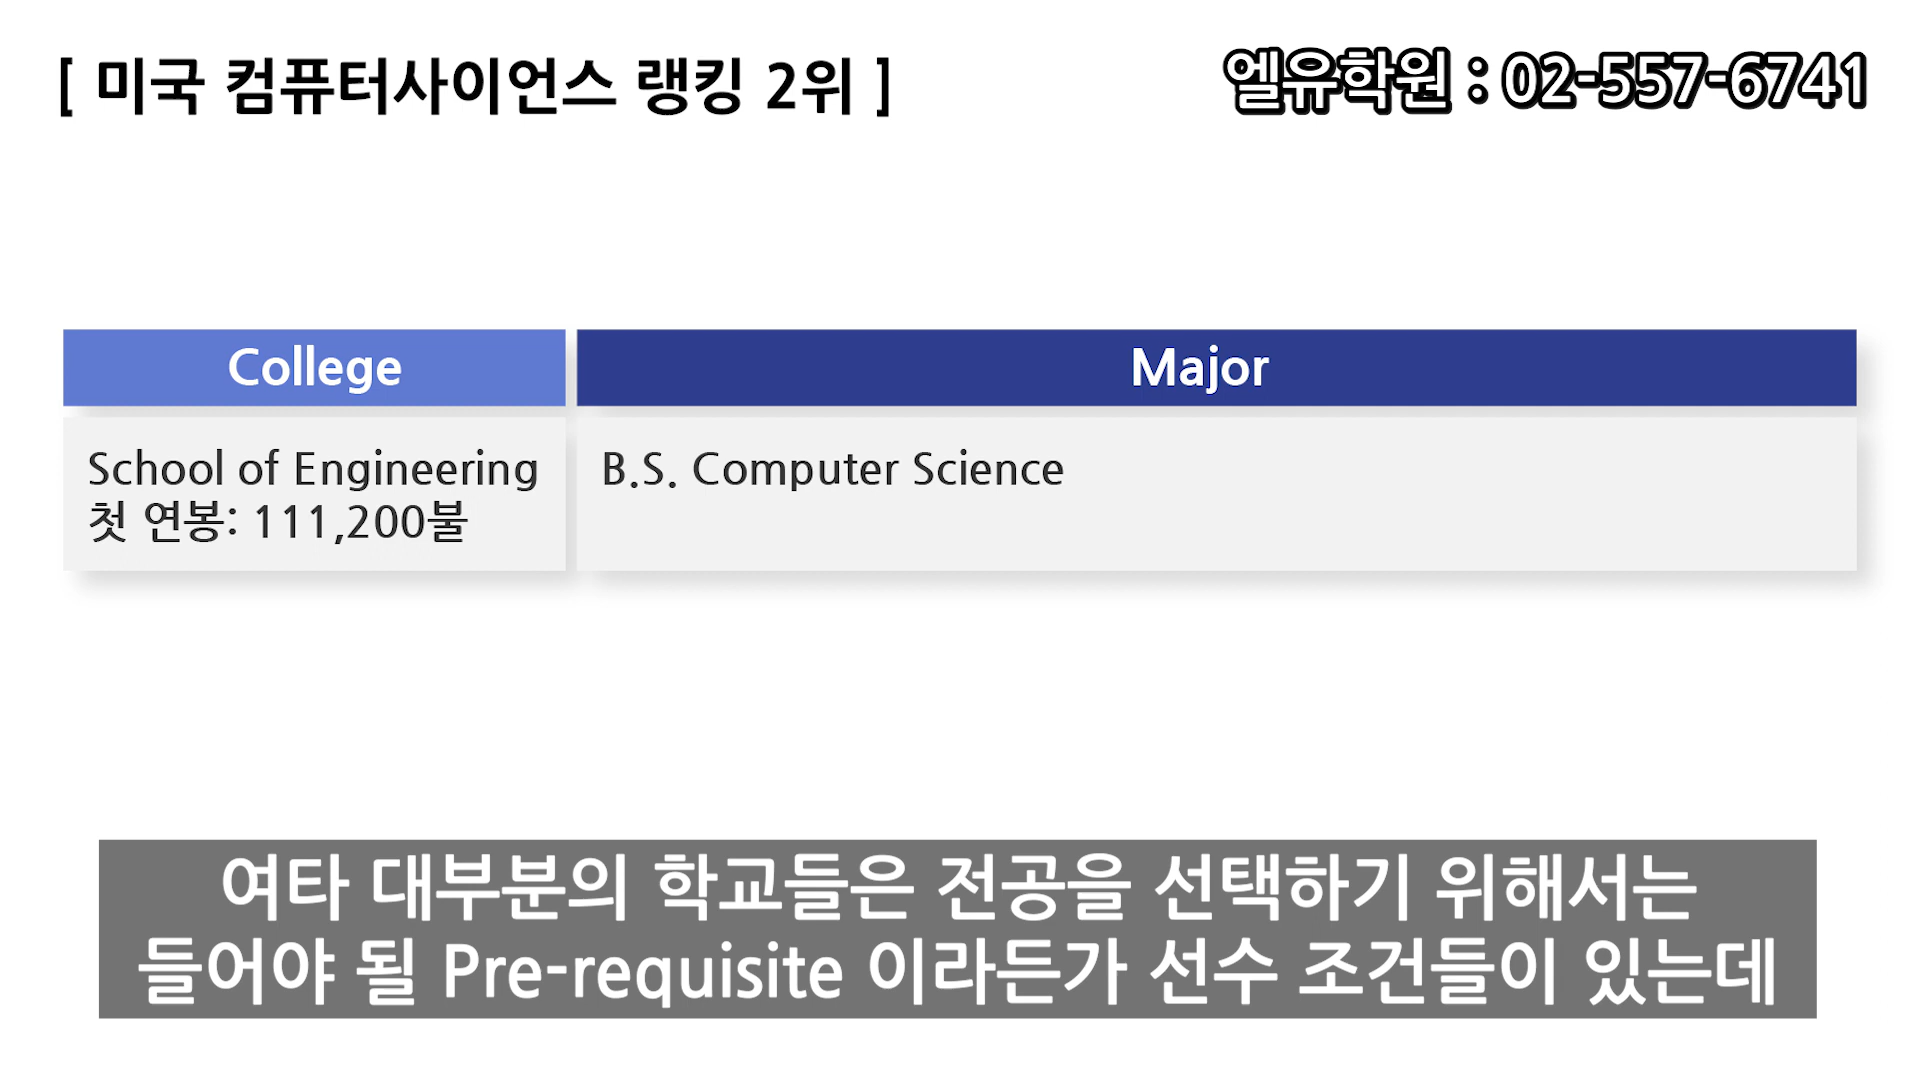 [ 미국 컴퓨터사이언스 랭킹 2위 ]
엘유학원 : 02-557-6741
College
Major
School of Engineering
첫 연봉: 111,200불
B.S. Computer Science
여타 대부분의 학교들은 전공을 선택하기 위해서는
들어야 될 Pre-requisite 이라든가 선수 조건들이 있는데